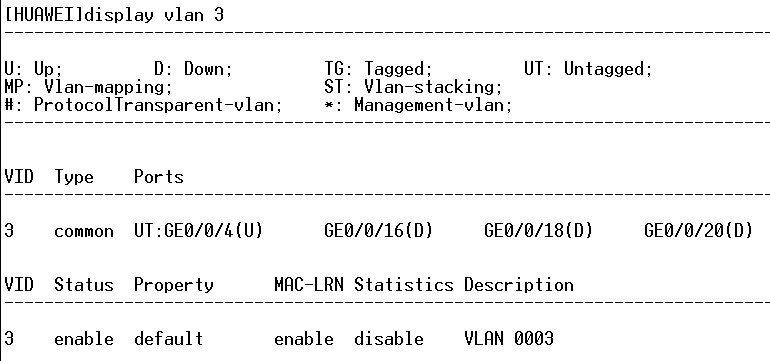 [HUAWEI]display vlan 3
--------------------------------------------------------------------------------
U: Up;         D: Down;         TG: Tagged;         UT: Untagged;
MP: Vlan-mapping;               ST: Vlan-stacking;
#: ProtocolTransparent-vlan;    *: Management-vlan;
--------------------------------------------------------------------------------
VID  Type    Ports
--------------------------------------------------------------------------------
3    common  UT:GE0/0/4(U)      GE0/0/16(D)     GE0/0/18(D)     GE0/0/20(D)
VID  Status  Property      MAC-LRN Statistics Description
--------------------------------------------------------------------------------
3    enable  default       enable  disable    VLAN 0003